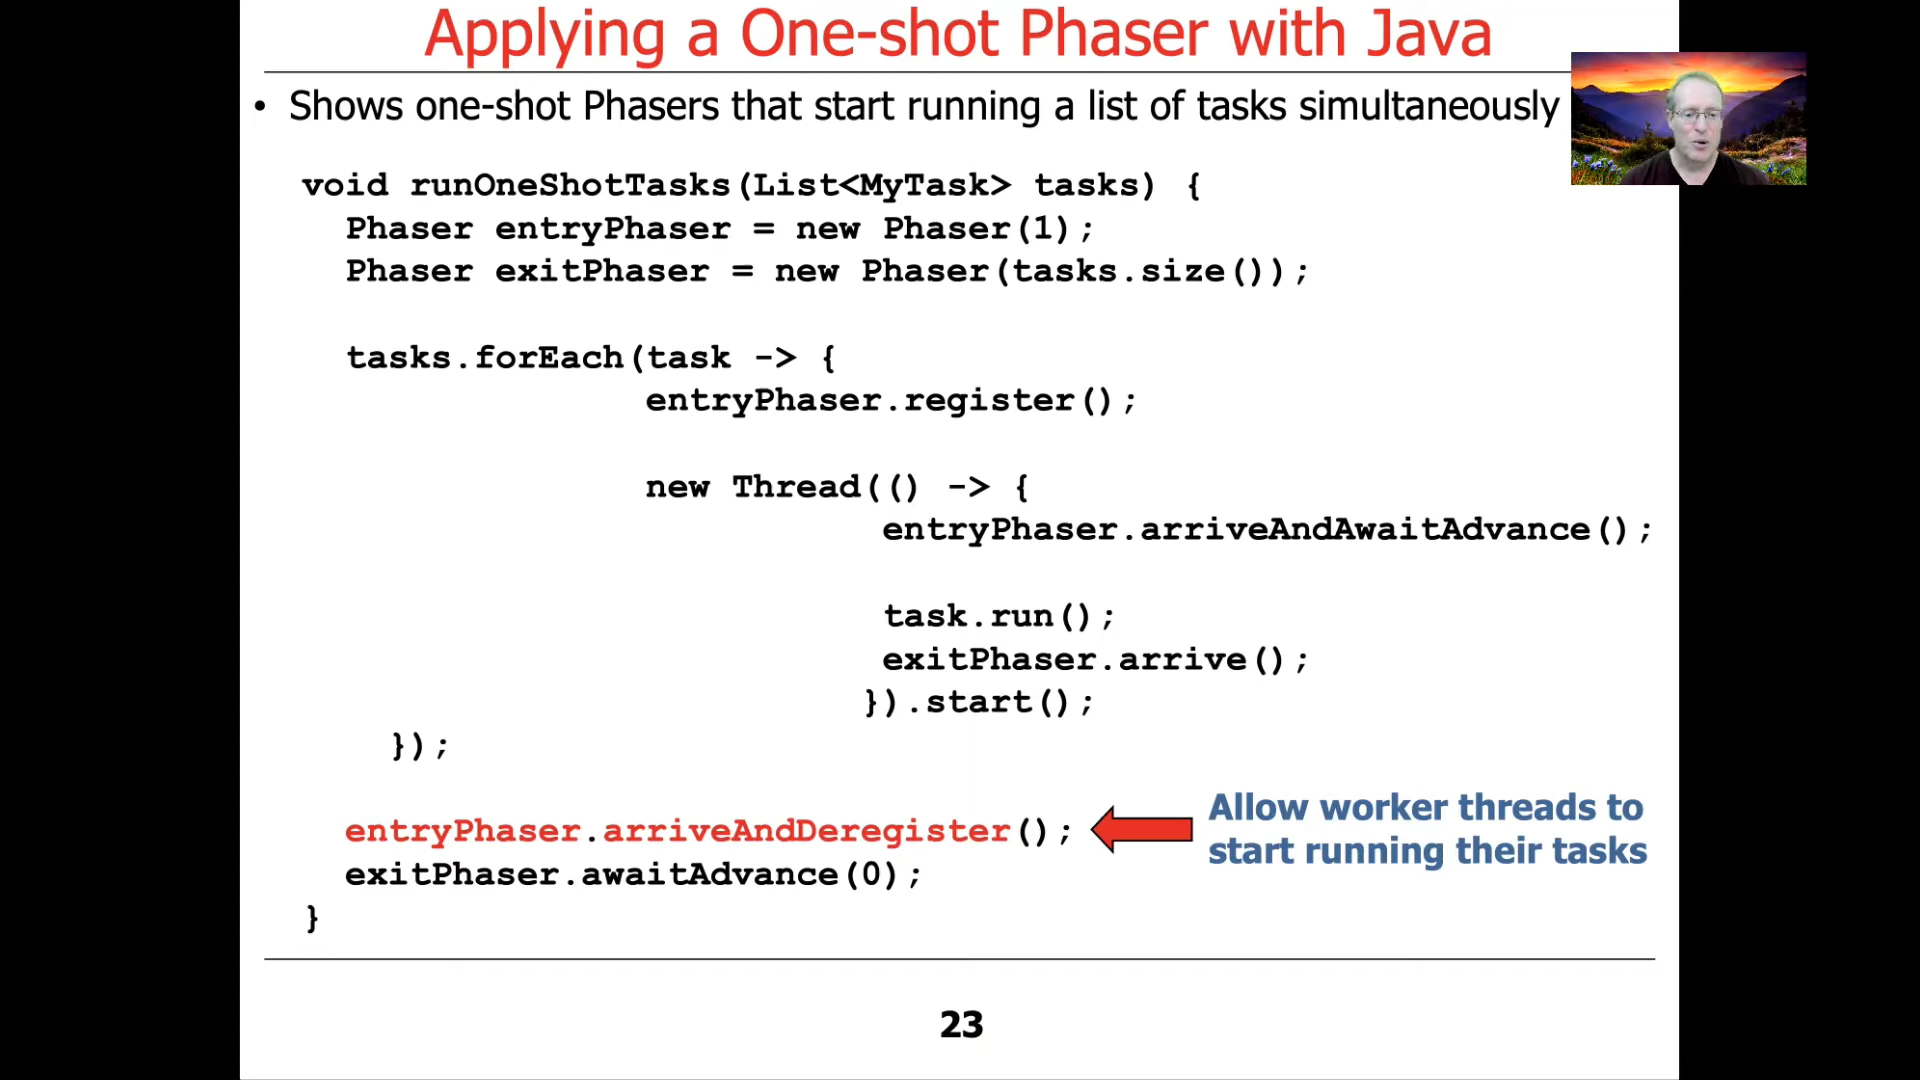 Applying a One-shot Phaser with Java
• Shows one-shot Phasers that start running a list of tasks simultaneously
void runOneShotTasks(List<MyTask> tasks) {
Phaser entryPhaser = new Phaser(1);
Phaser exitPhaser = new Phaser(tasks.size());
tasks.forEach(task -> {
entryPhaser.register();
new Thread(() -> {
entryPhaser.arriveAndAwaitAdvance();
task.run();
exitPhaser.arrive();
}).start();
});
entryPhaser.arriveAndDeregister();
exitPhaser.awaitAdvance(0);
}
Allow worker threads to
start running their tasks
23